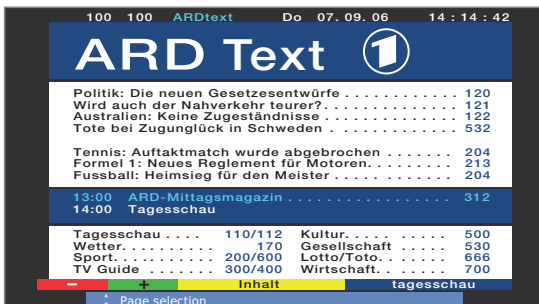 100 100 ARDtext Do 07. 09. 06 14 : 14 : 42
ARD Text 1
Politik: Die neuen Gesetzesentwürfe . . . . . . . . . . . . 120
Wird auch der Nahverkehr teurer?. . . . . . . . . . . . . . 121
Australien: Keine Zugeständnisse . . . . . . . . . . . . . . 122
Tote bei Zugunglück in Schweden . . . . . . . . . . . . . 532
Tennis: Auftaktmatch wurde abgebrochen . . . . . . . 204
Formel 1: Neues Reglement für Motoren. . . . . . . . . 213
Fussball: Heimsieg für den Meister . . . . . . . . . . . . 204
13:00 ARD-Mittagsmagazin . . . . . . . . . . . . . . . . . 312
14:00 Tagesschau
Tagesschau . . . . 110/112 Kultur. . . . . . . . 500
Wetter. . . . . . . . . . 170 Gesellschaft . . . . . 530
Sport. . . . . . . . . 200/600 Lotto/Toto. . . . . 666
TV Guide . . . . . . . 300/400 Wirtschaft. . . . . . 700
− + Inhalt tagesschau
Page selection